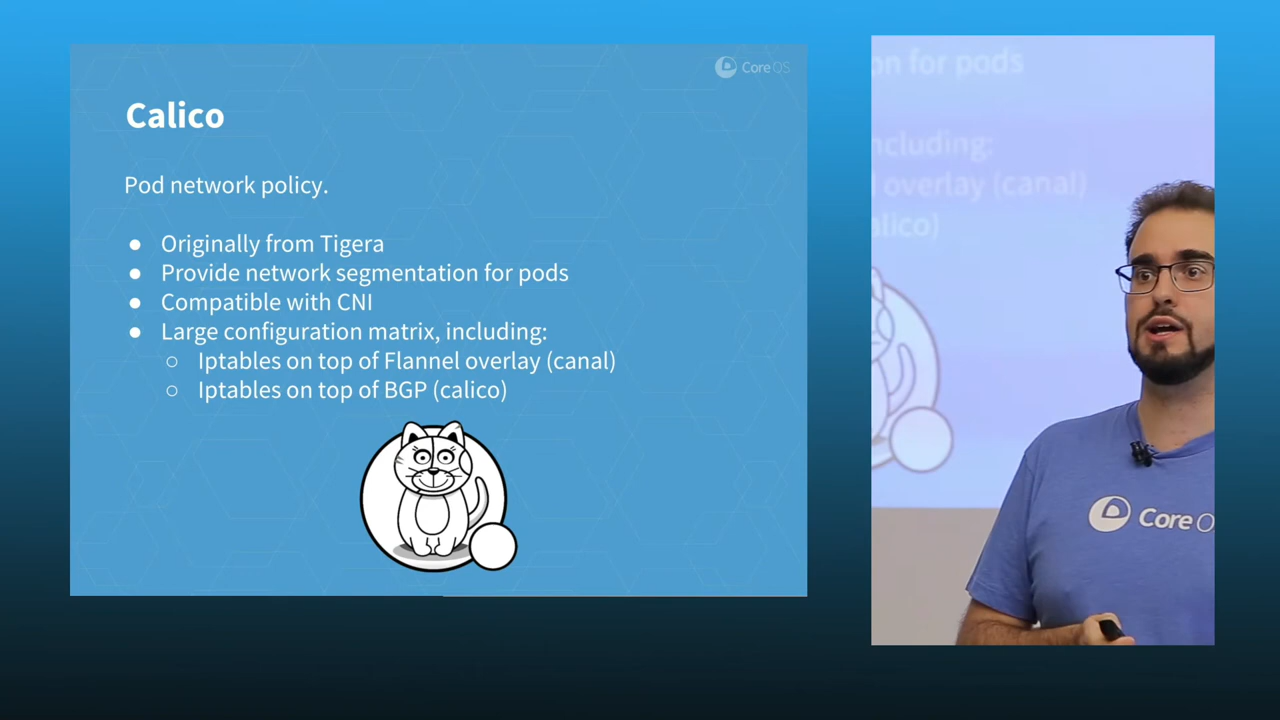 CoreOS
Calico
Pod network policy.
● Originally from Tigera
● Provide network segmentation for pods
● Compatible with CNI
● Large configuration matrix, including:
○ Iptables on top of Flannel overlay (canal)
○ Iptables on top of BGP (calico)
on for pods
ncluding:
l overlay (canal)
alico)
Core O